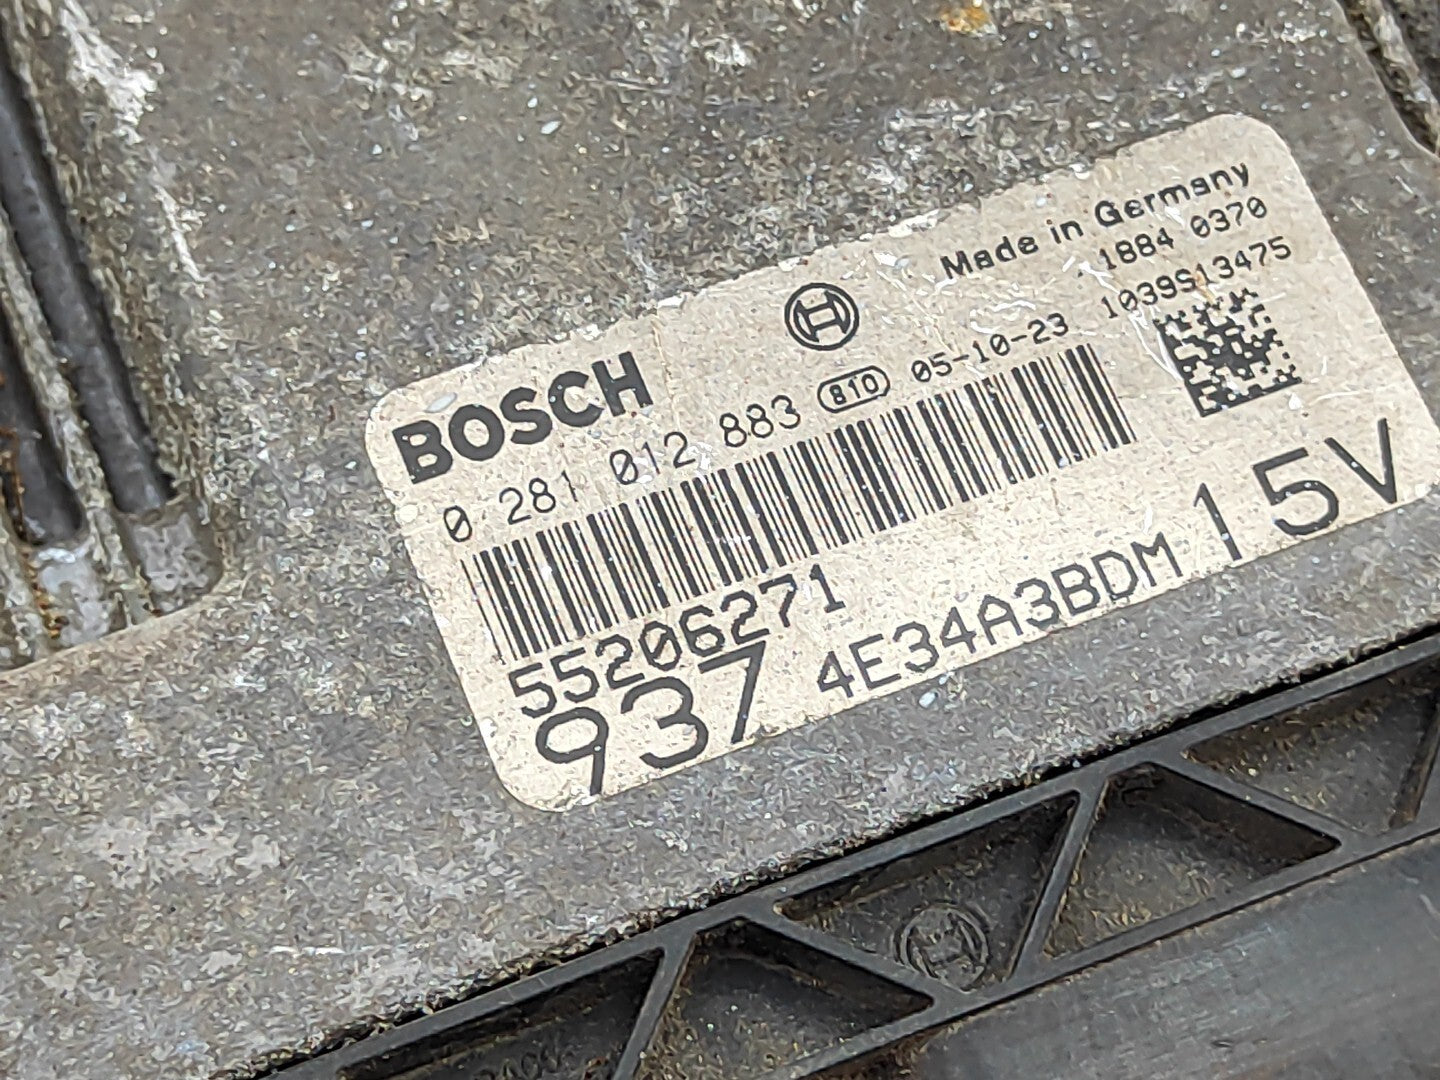 Made in Germany
1884 0370
1039S13475
BOSCH
0 281 012 883 810 05-10-23
55206271
937 4E34A3BDM 15V